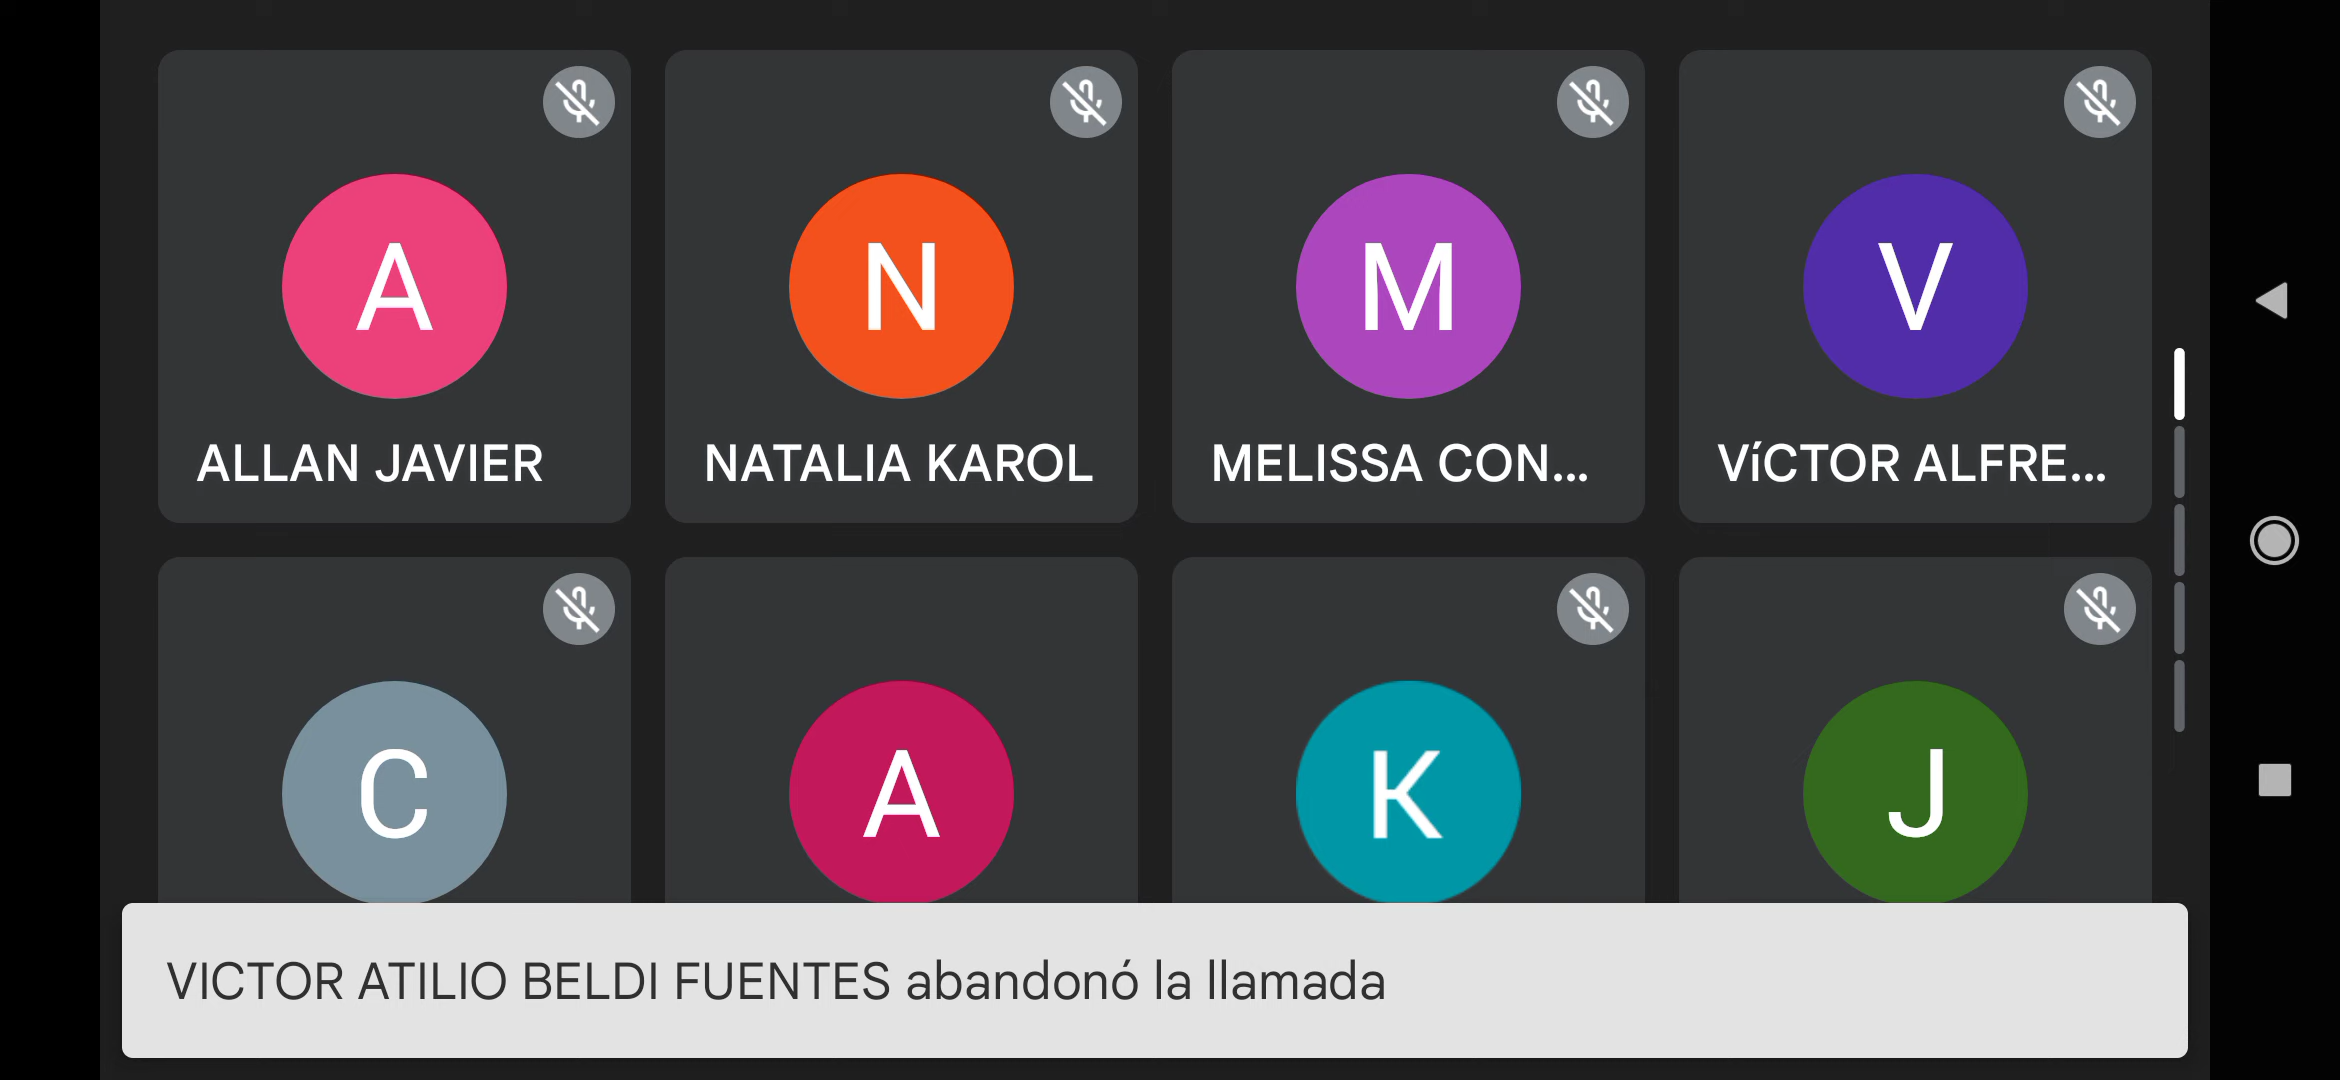 A
N
M
V
ALLAN JAVIER
NATALIA KAROL
MELISSA CON...
VíCTOR ALFRE...
C
A
K
J
VICTOR ATILIO BELDI FUENTES abandonó la llamada